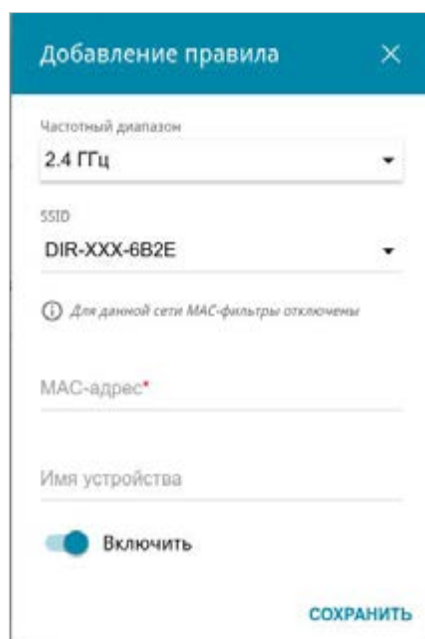 Добавление правила
Частотный диапазон
2.4 ГГц
SSID
DIR-XXX-6B2E
Для данной сети MAC-фильтры отключены
MAC-адрес*
Имя устройства
Включить
СОХРАНИТЬ